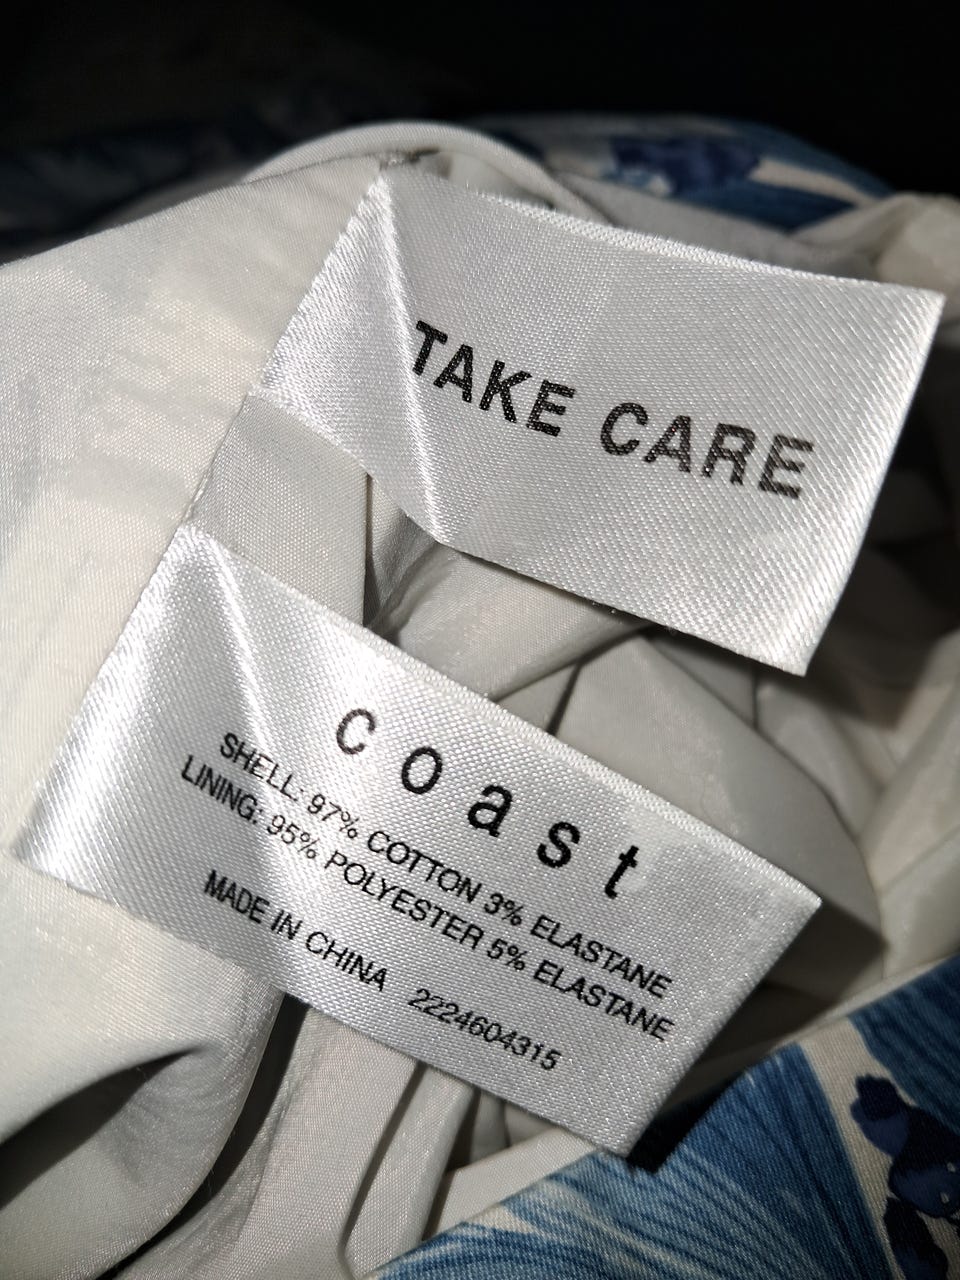 TAKE CARE
coast
SHELL: 97% COTTON 3% ELASTANE
LINING: 95% POLYESTER 5% ELASTANE
MADE IN CHINA 2224604315